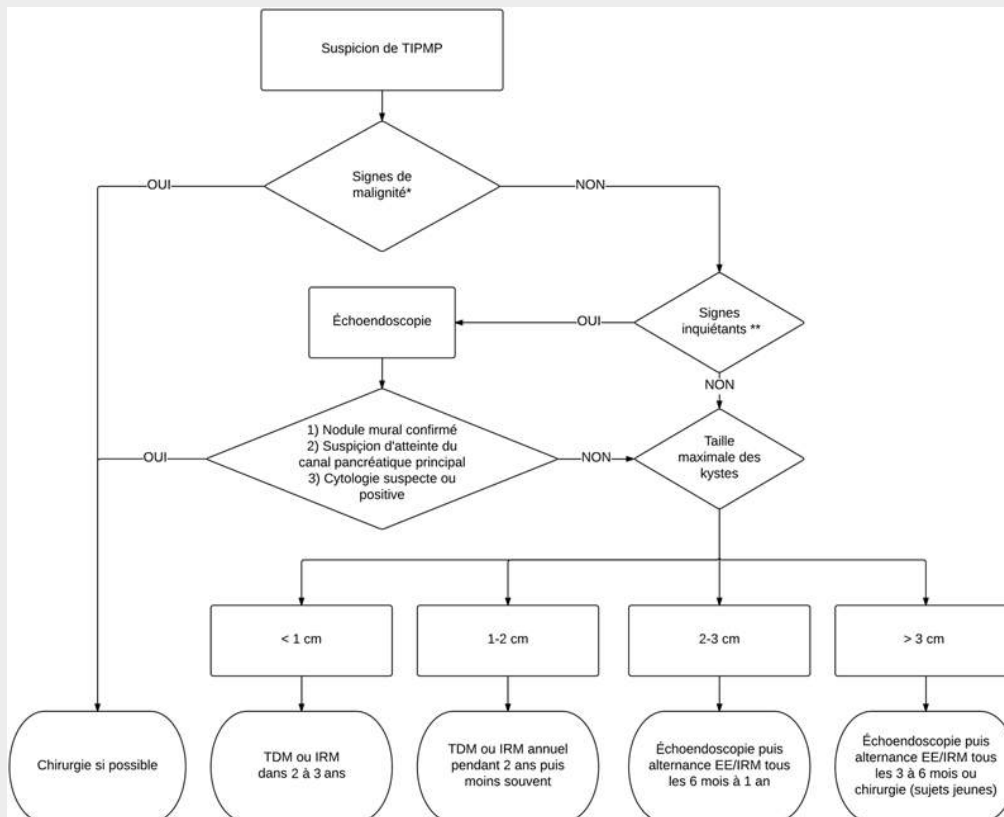 Suspicion de TIPMP
Signes de
malignité*
OUI
NON
Signes
inquiétants **
OUI
Échoendoscopie
NON
1) Nodule mural confirmé
2) Suspiçion d'atteinte du
canal pancréatique principal
3) Cytologie suspecte ou
positive
OUI
NON
Taille
maximale des
kystes
< 1 cm
1-2 cm
2-3 cm
> 3 cm
Chirurgie si possible
TDM ou IRM
dans 2 à 3 ans
TDM ou IRM annuel
pendant 2 ans puis
moins souvent
Échoendoscopie puis
alternance EE/IRM tous
les 6 mois à 1 an
Échoendoscopie puis
alternance EE/IRM tous
les 3 à 6 mois ou
chirurgie (sujets jeunes)